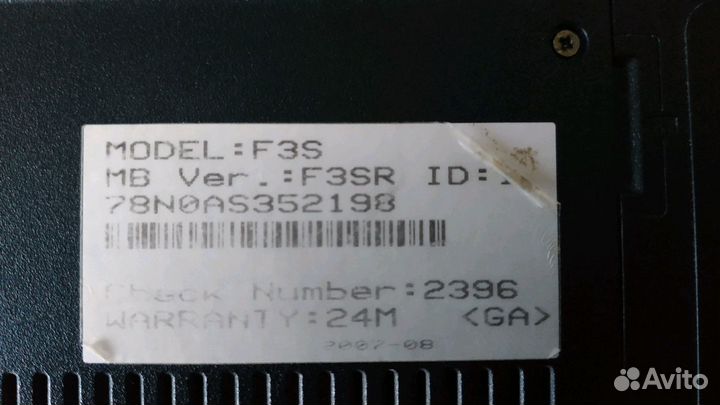 MODEL:F3S
MB Ver.:F3SR ID:
78N0AS352198
Check Number:2396
WARRANTY:24M <GA>
2007-08
Avito